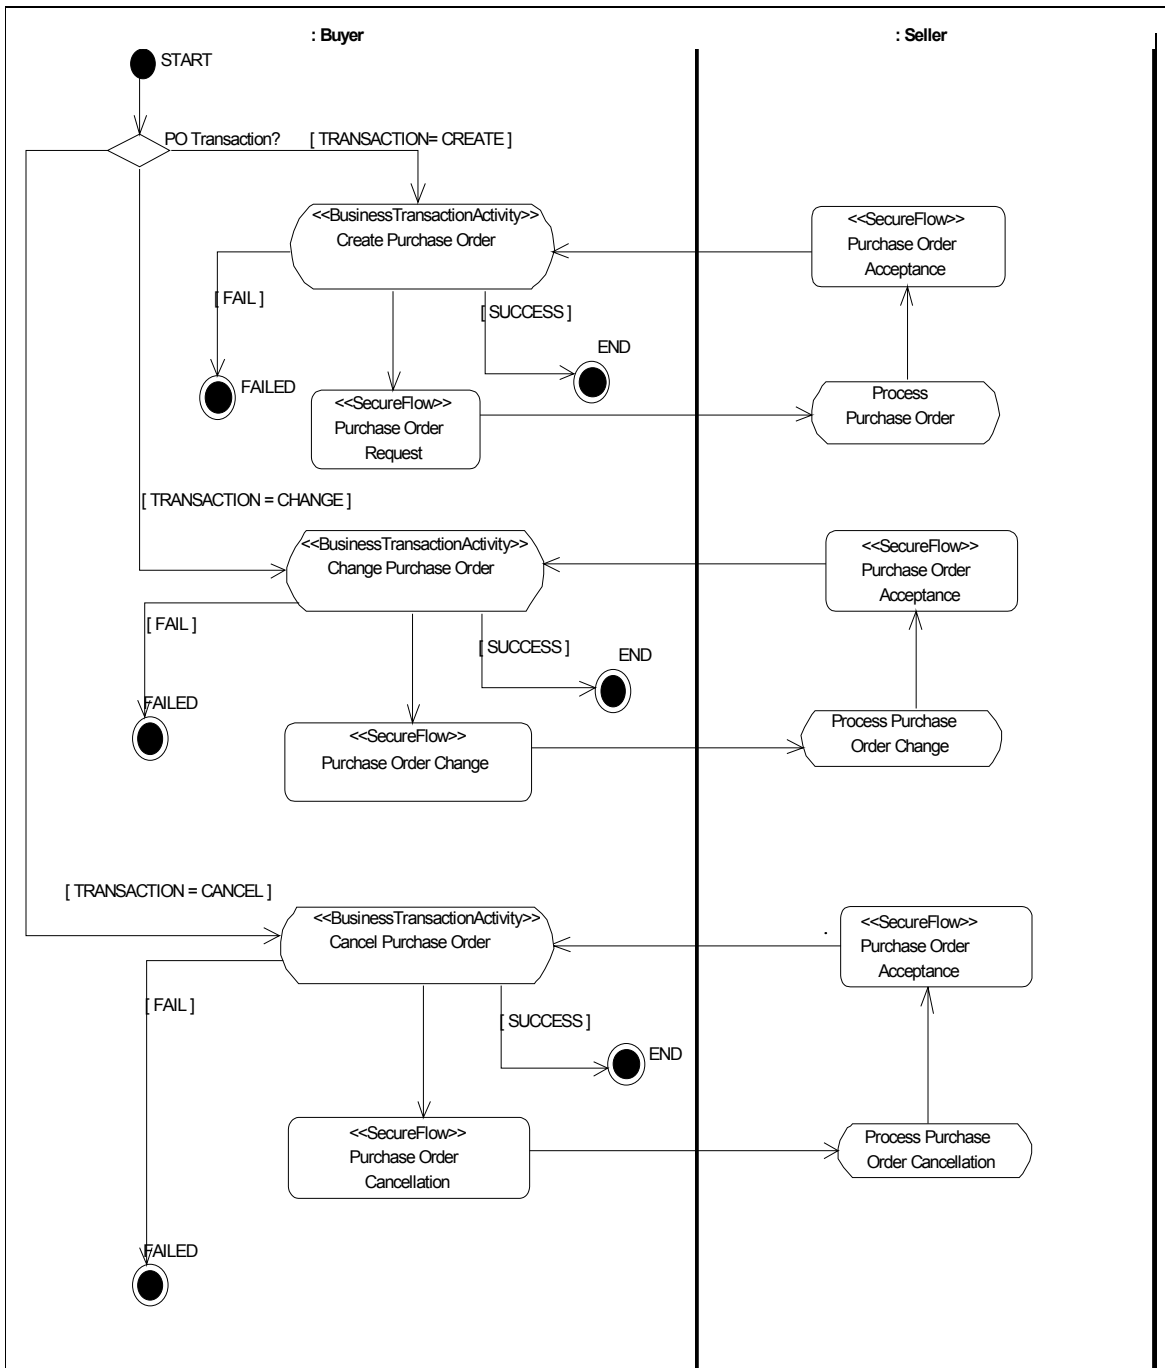 : Buyer
: Seller
START
PO Transaction?
[ TRANSACTION= CREATE ]
<<BusinessTransactionActivity>>
Create Purchase Order
<<SecureFlow>>
Purchase Order
Acceptance
[ FAIL ]
[ SUCCESS ]
END
FAILED
<<SecureFlow>>
Purchase Order
Request
Process
Purchase Order
[ TRANSACTION = CHANGE ]
<<BusinessTransactionActivity>>
Change Purchase Order
<<SecureFlow>>
Purchase Order
Acceptance
[ FAIL ]
[ SUCCESS ]
END
FAILED
<<SecureFlow>>
Purchase Order Change
Process Purchase
Order Change
[ TRANSACTION = CANCEL ]
<<BusinessTransactionActivity>>
Cancel Purchase Order
<<SecureFlow>>
Purchase Order
Acceptance
[ FAIL ]
[ SUCCESS ]
END
<<SecureFlow>>
Purchase Order
Cancellation
Process Purchase
Order Cancellation
FAILED